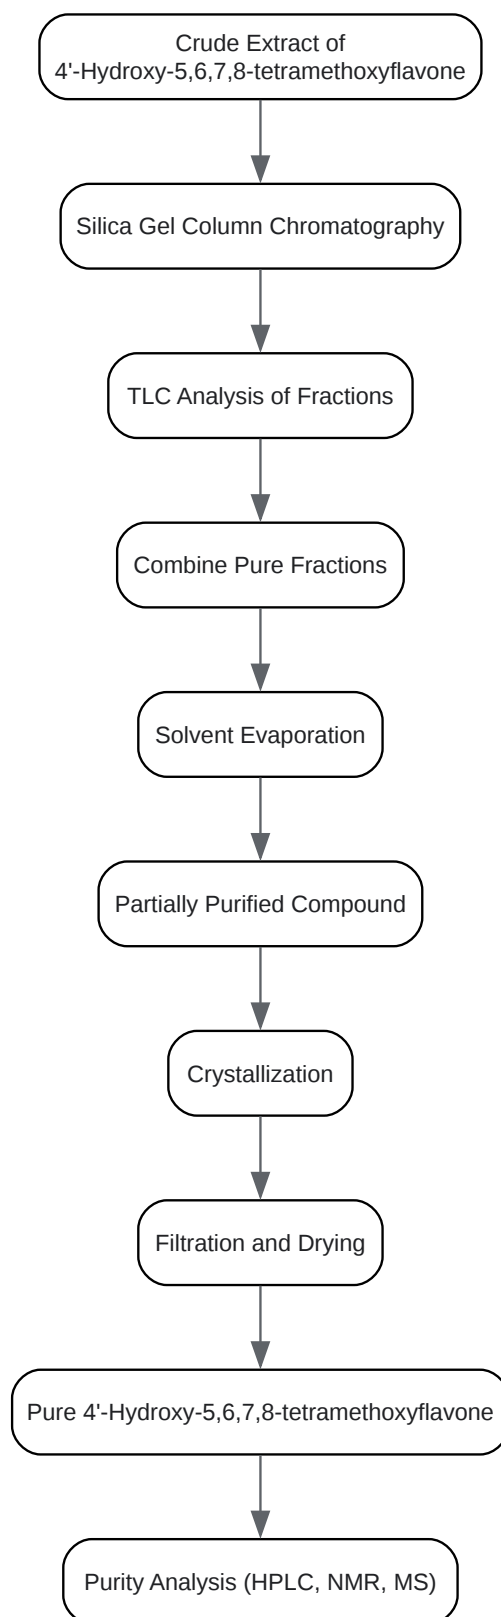 Crude Extract of
4'-Hydroxy-5,6,7,8-tetramethoxyflavone
Silica Gel Column Chromatography
TLC Analysis of Fractions
Combine Pure Fractions
Solvent Evaporation
Partially Purified Compound
Crystallization
Filtration and Drying
Pure 4'-Hydroxy-5,6,7,8-tetramethoxyflavone
Purity Analysis (HPLC, NMR, MS)